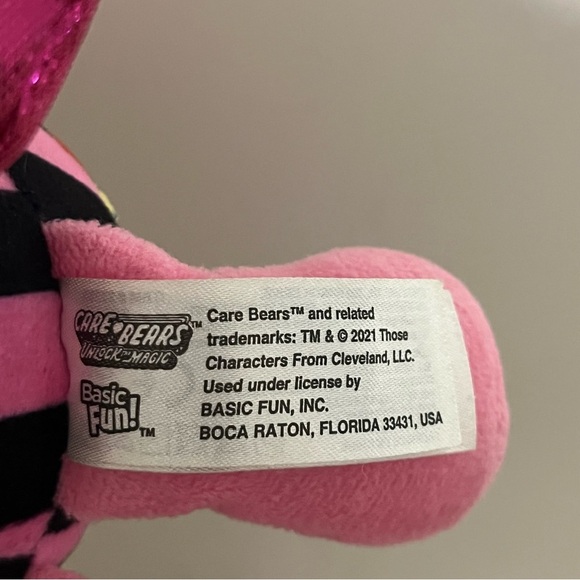 CARE BEARS™
UNLOCK THE MAGIC
Basic
Fun!™
Care Bears™ and related
trademarks: TM & © 2021 Those
Characters From Cleveland, LLC.
Used under license by
BASIC FUN, INC.
BOCA RATON, FLORIDA 33431, USA